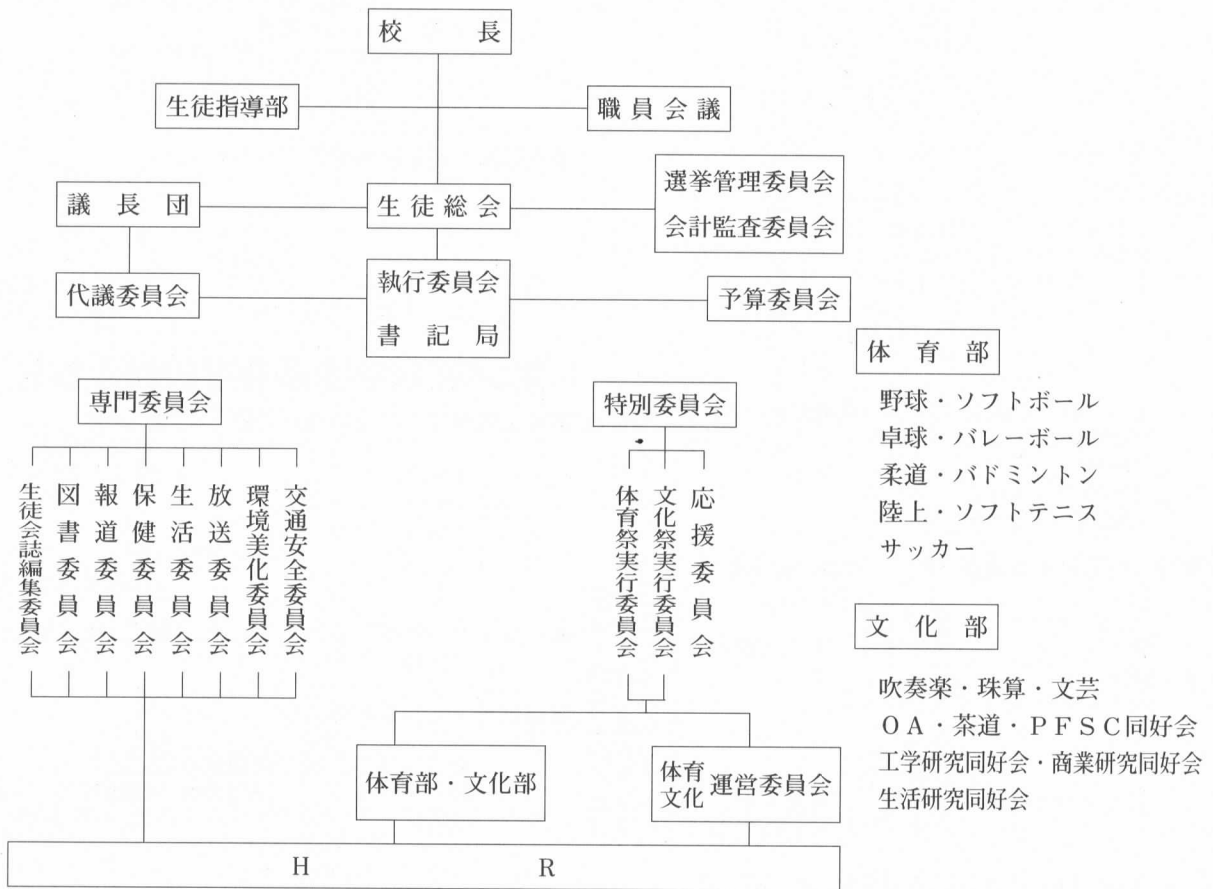 校長
生徒指導部
職員会議
議長団
生徒総会
選挙管理委員会
会計監査委員会
代議委員会
執行委員会
書記局
予算委員会
専門委員会
生徒会誌編集委員会
図書委員会
報道委員会
保健委員会
生活委員会
放送委員会
環境美化委員会
交通安全委員会
特別委員会
体育祭実行委員会
文化祭実行委員会
応援委員会
体育部・文化部
体育
文化
運営委員会
HR
体育部
野球・ソフトボール
卓球・バレーボール
柔道・バドミントン
陸上・ソフトテニス
サッカー
文化部
吹奏楽・珠算・文芸
OA・茶道・PFSC同好会
工学研究同好会・商業研究同好会
生活研究同好会